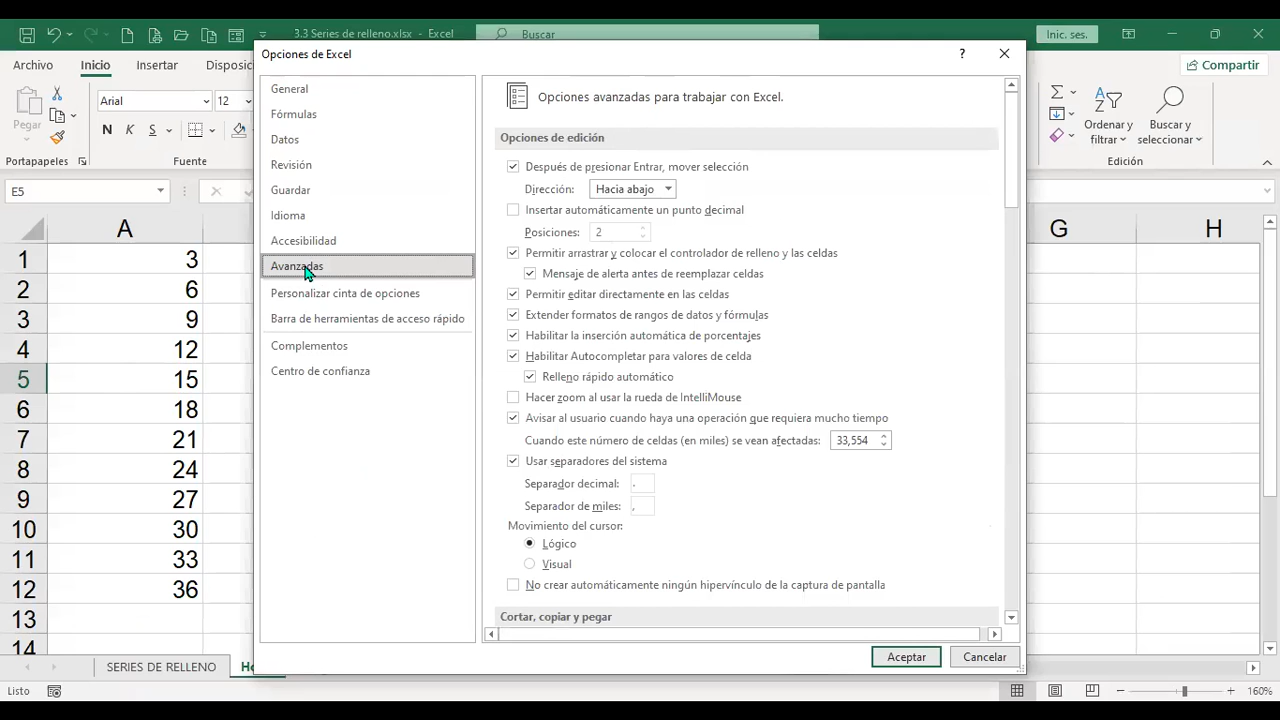 3.3 Series de relleno.xlsx - Excel
Buscar
Inic. ses.
Archivo Inicio Insertar Disposic
Compartir
Opciones de Excel
?
Pegar
Portapapeles
Arial
12
N K S
Fuente
Ordenar y
filtrar
Buscar y
seleccionar
Edición
E5
A G H
1 3
2 6
3 9
4 12
5 15
6 18
7 21
8 24
9 27
10 30
11 33
12 36
13
14
General
Fórmulas
Datos
Revisión
Guardar
Idioma
Accesibilidad
Avanzadas
Personalizar cinta de opciones
Barra de herramientas de acceso rápido
Complementos
Centro de confianza
Opciones avanzadas para trabajar con Excel.
Opciones de edición
Después de presionar Entrar, mover selección
Dirección: Hacia abajo
Insertar automáticamente un punto decimal
Posiciones: 2
Permitir arrastrar y colocar el controlador de relleno y las celdas
Mensaje de alerta antes de reemplazar celdas
Permitir editar directamente en las celdas
Extender formatos de rangos de datos y fórmulas
Habilitar la inserción automática de porcentajes
Habilitar Autocompletar para valores de celda
Relleno rápido automático
Hacer zoom al usar la rueda de IntelliMouse
Avisar al usuario cuando haya una operación que requiera mucho tiempo
Cuando este número de celdas (en miles) se vean afectadas: 33,554
Usar separadores del sistema
Separador decimal: .
Separador de miles: ,
Movimiento del cursor:
Lógico
Visual
No crear automáticamente ningún hipervínculo de la captura de pantalla
Cortar, copiar y pegar
Aceptar Cancelar
SERIES DE RELLENO Ho
Listo
160%